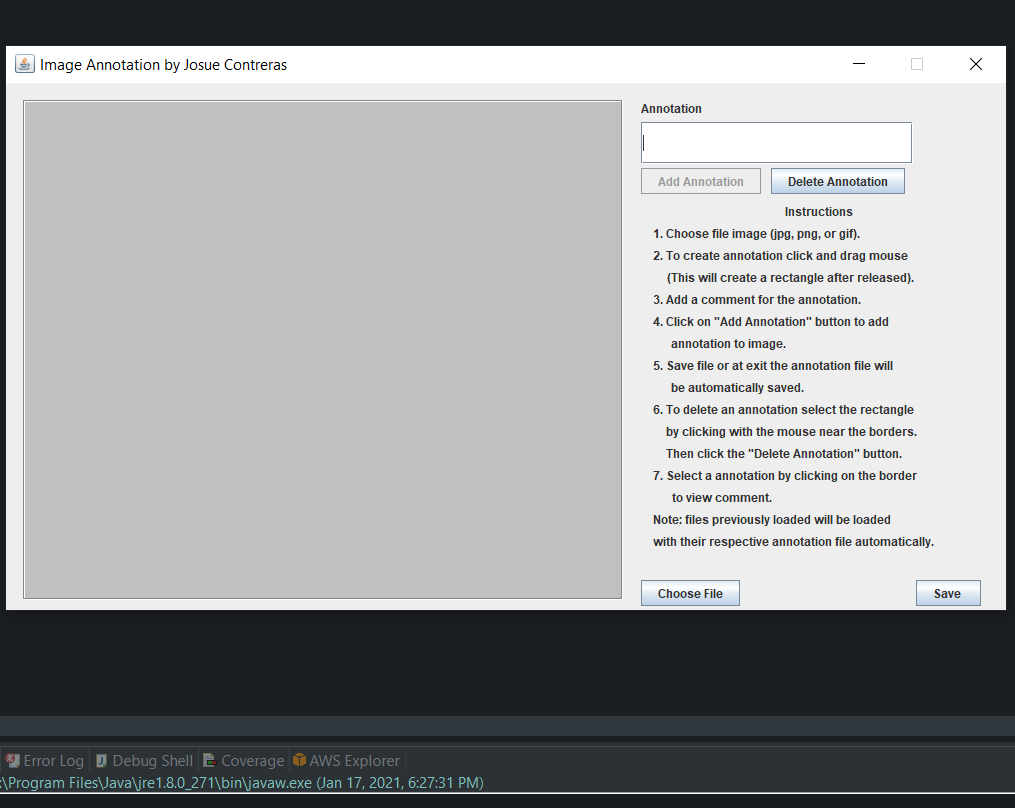 Image Annotation by Josue Contreras
Annotation
Add Annotation
Delete Annotation
Instructions
1. Choose file image (jpg, png, or gif).
2. To create annotation click and drag mouse
(This will create a rectangle after released).
3. Add a comment for the annotation.
4. Click on "Add Annotation" button to add
annotation to image.
5. Save file or at exit the annotation file will
be automatically saved.
6. To delete an annotation select the rectangle
by clicking with the mouse near the borders.
Then click the "Delete Annotation" button.
7. Select a annotation by clicking on the border
to view comment.
Note: files previously loaded will be loaded
with their respective annotation file automatically.
Choose File
Save
Error Log
Debug Shell
Coverage
AWS Explorer
:\Program Files\Java\jre1.8.0_271\bin\javaw.exe (Jan 17, 2021, 6:27:31 PM)